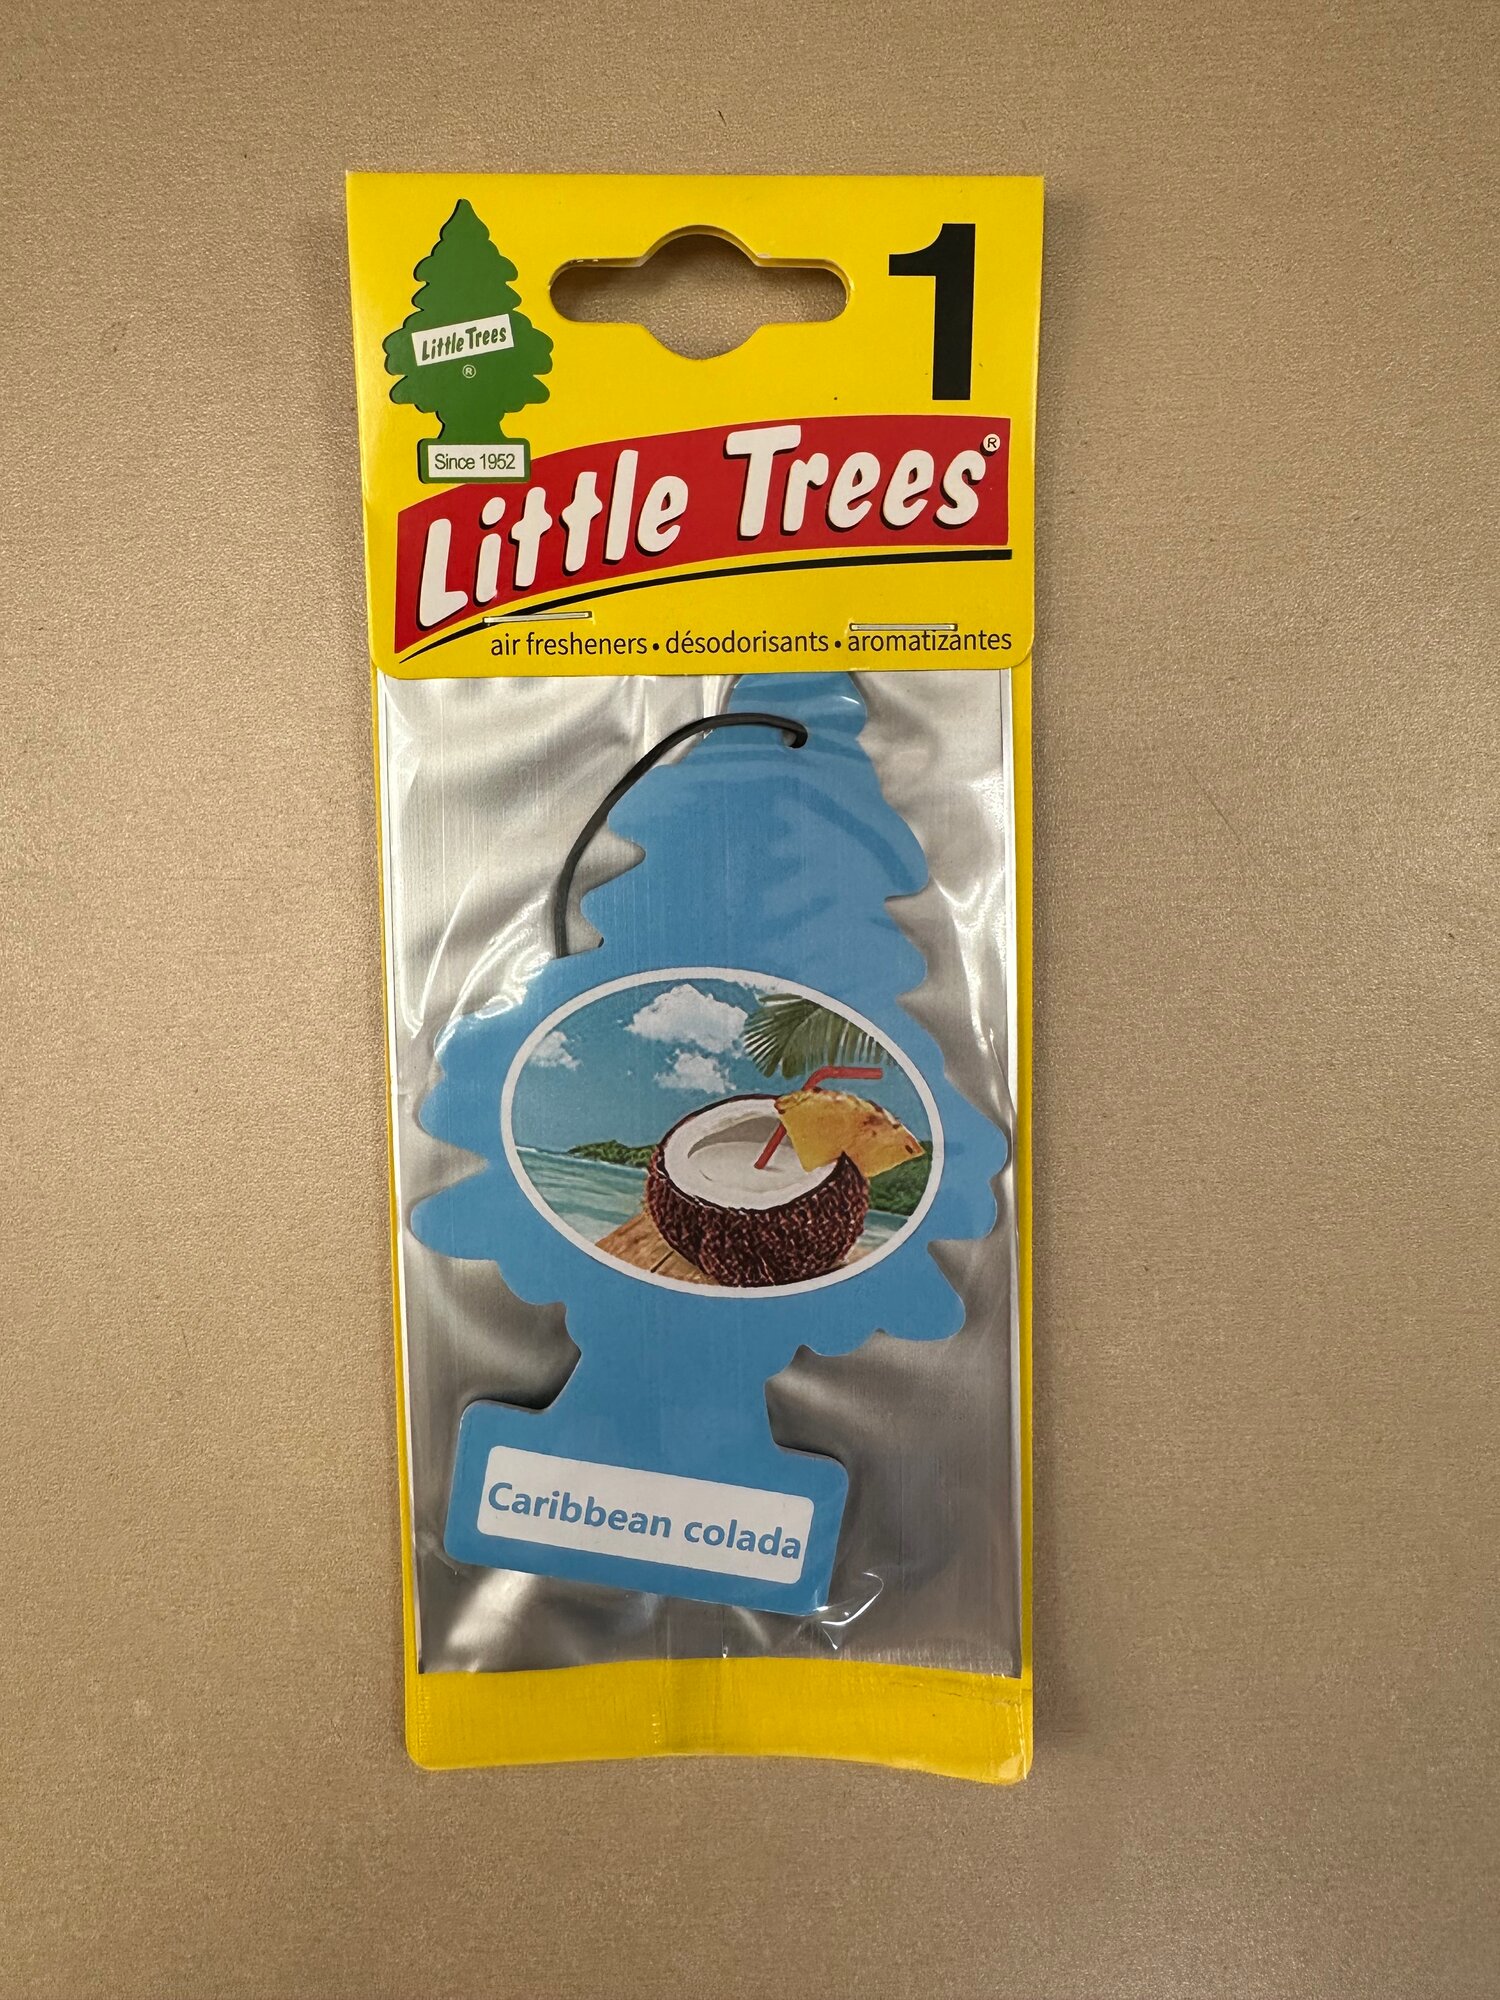 1
Little Trees
®
Since 1952
Little Trees®
air fresheners • désodorisants • aromatizantes
Caribbean colada